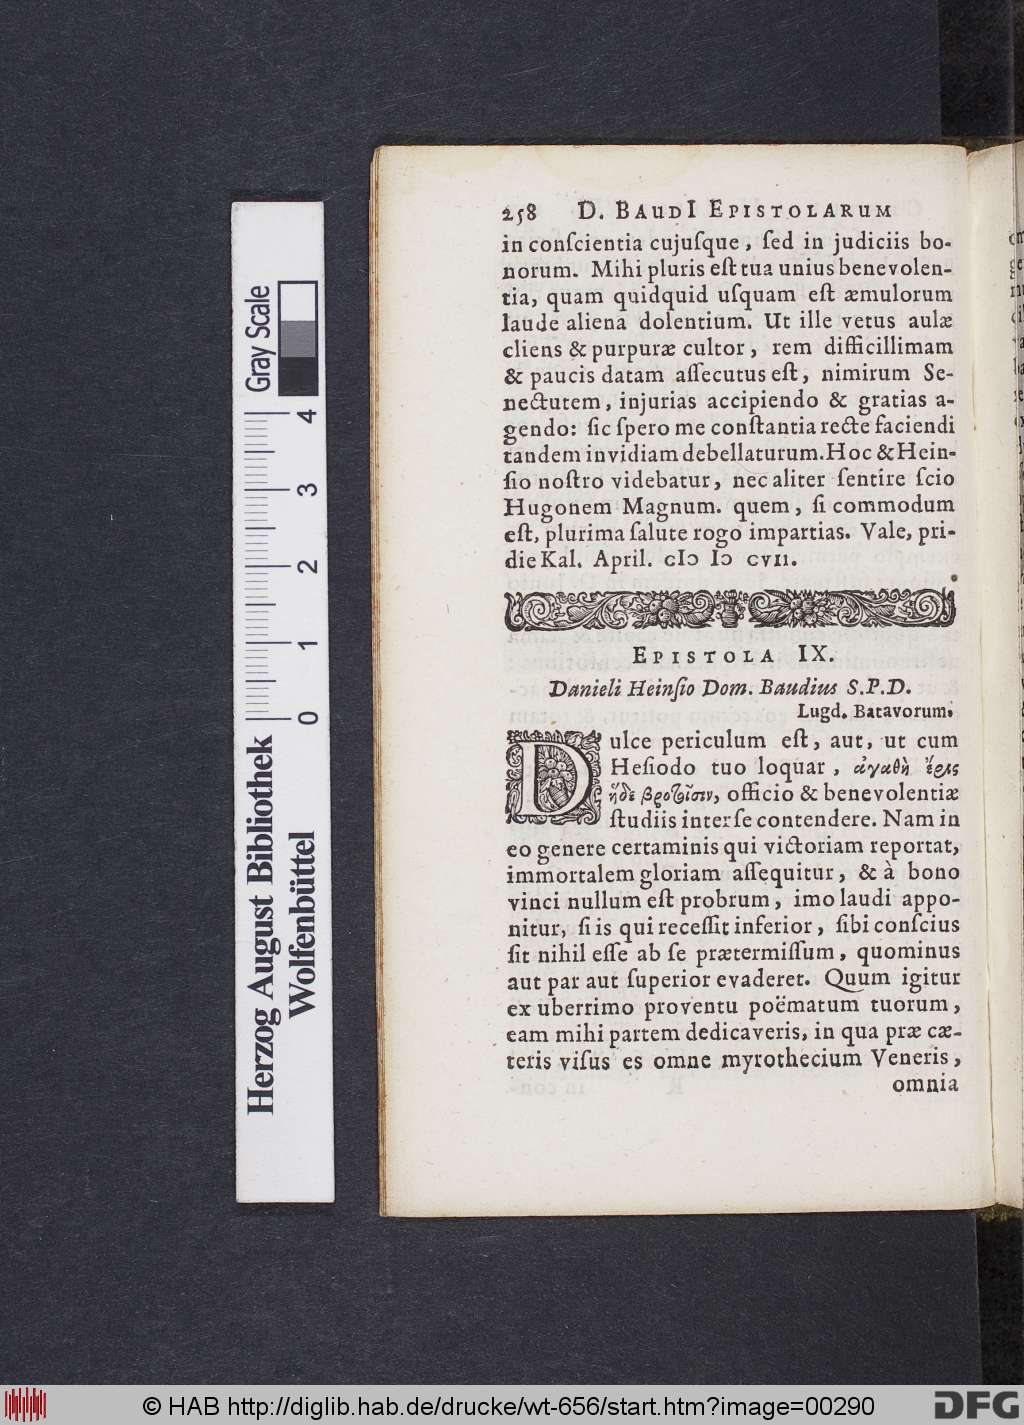 258 D. BAUDI EPISTOLARUM
in conſcientia cujuſque, ſed in judiciis bo-
norum. Mihi pluris eſt tua unius benevolen-
tia, quam quidquid uſquam eſt æmulorum
laude aliena dolentium. Ut ille vetus aulæ
cliens & purpuræ cultor, rem difficillimam
& paucis datam aſſecutus eſt, nimirum Se-
nectutem, injurias accipiendo & gratias a-
gendo: ſic ſpero me conſtantia recte faciendi
tandem invidiam debellaturum. Hoc & Hein-
ſio noſtro videbatur, nec aliter ſentire ſcio
Hugonem Magnum. quem, ſi commodum
eſt, plurima ſalute rogo impartias. Vale, pri-
die Kal. April. cIↄ Iↄ cVII.
EPISTOLA IX.
Danieli Heinſio Dom. Baudius S.P.D.
Lugd. Batavorum.
Dulce periculum eſt, aut, ut cum
Heſiodo tuo loquar, ἀγαθὴ ἔρις
ἥδε βροτοῖσιν, officio & benevolentiæ
ſtudiis inter ſe contendere. Nam in
eo genere certaminis qui victoriam reportat,
immortalem gloriam aſſequitur, & à bono
vinci nullum eſt probrum, imo laudi appo-
nitur, ſi is qui receſſit inferior, ſibi conſcius
ſit nihil eſſe ab ſe prætermiſſum, quominus
aut par aut ſuperior evaderet. Quum igitur
ex uberrimo proventu poëmatum tuorum,
eam mihi partem dedicaveris, in qua præ cæ-
teris viſus es omne myrothecium Veneris,
omnia
Gray Scale
4
3
2
1
0
Herzog August Bibliothek
Wolfenbüttel
© HAB http://diglib.hab.de/drucke/wt-656/start.htm?image=00290
DFG